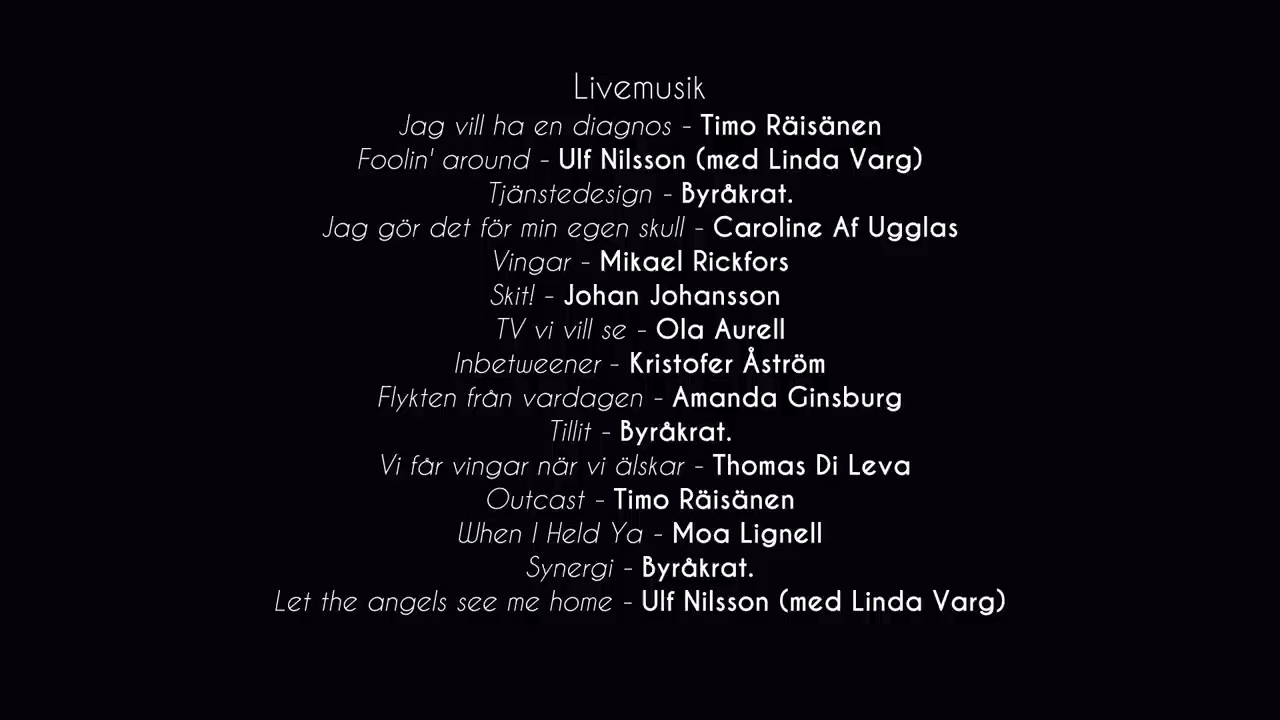 Livemusik
Jag vill ha en diagnos - Timo Räisänen
Foolin' around - Ulf Nilsson (med Linda Varg)
Tjänstedesign - Byråkrat.
Jag gör det för min egen skull - Caroline Af Ugglas
Vingar - Mikael Rickfors
Skit! - Johan Johansson
TV vi vill se - Ola Aurell
Inbetweener - Kristofer Åström
Flykten från vardagen - Amanda Ginsburg
Tillit - Byråkrat.
Vi får vingar när vi älskar - Thomas Di Leva
Outcast - Timo Räisänen
When I Held Ya - Moa Lignell
Synergi - Byråkrat.
Let the angels see me home - Ulf Nilsson (med Linda Varg)